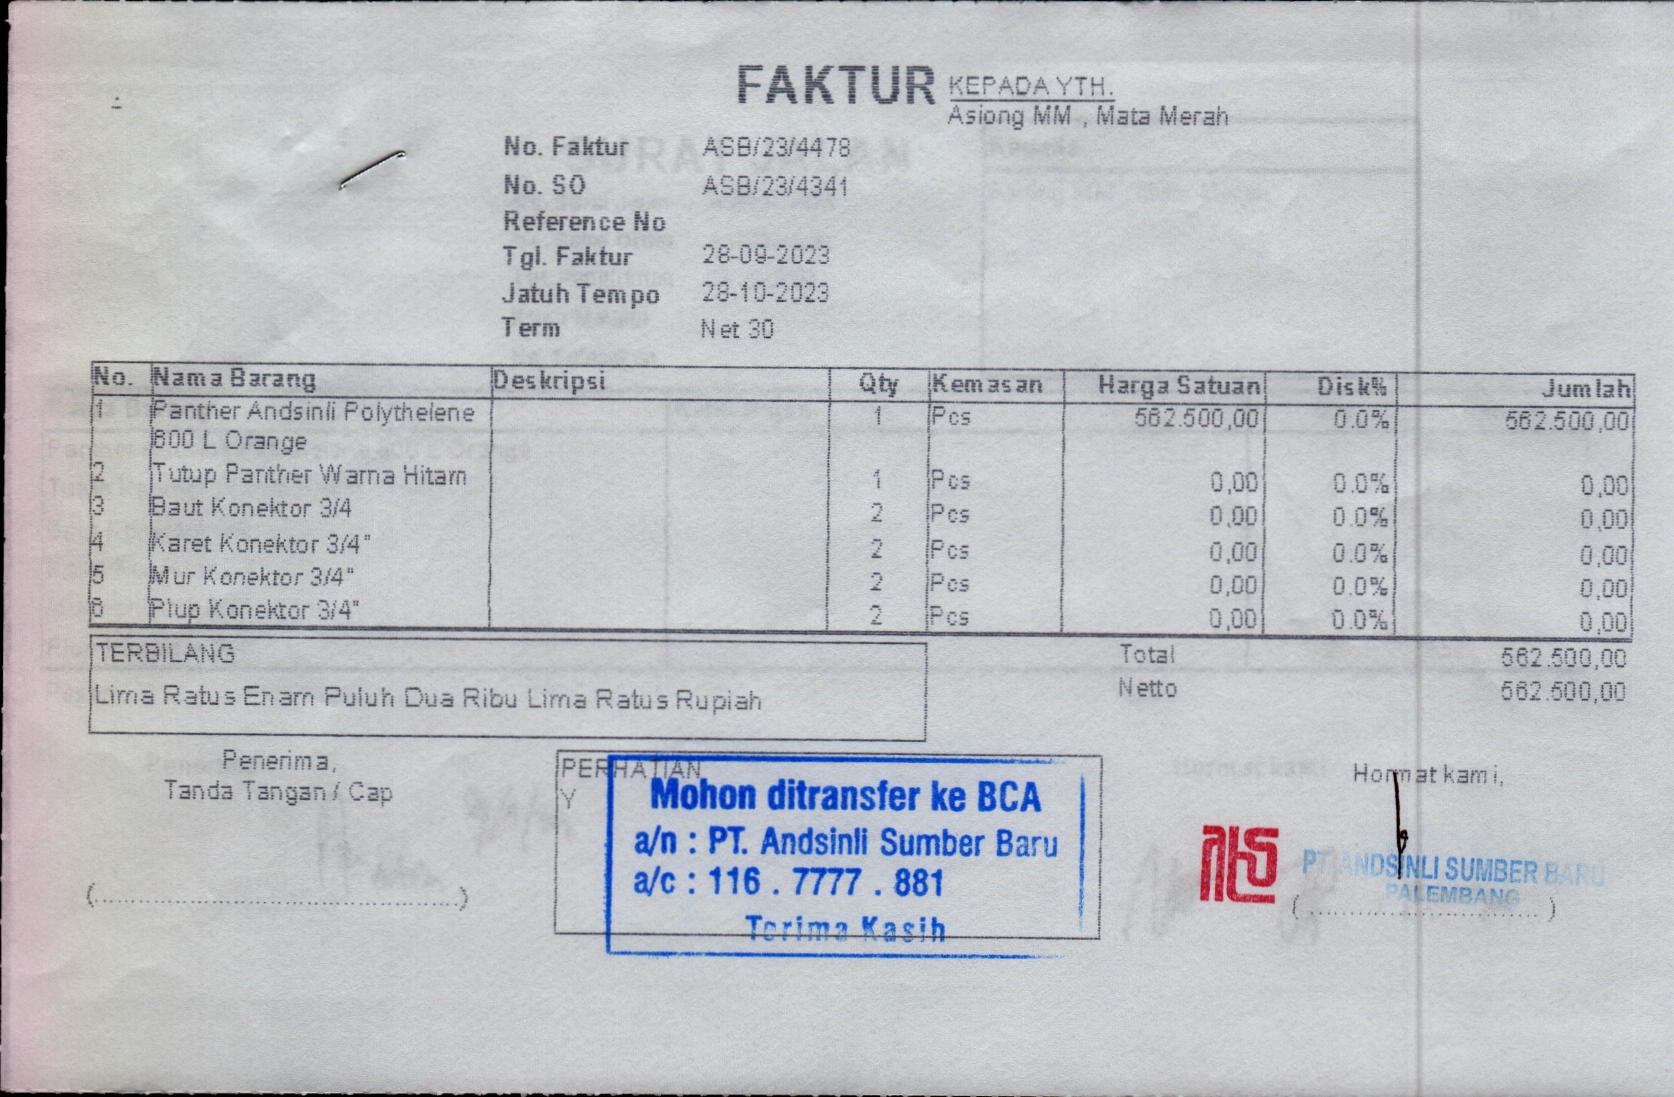 FAKTUR
KEPADA YTH.
Asiong MM , Mata Merah
No. Faktur ASB/23/4478
No. SO ASB/23/4341
Reference No
Tgl. Faktur 28-09-2023
Jatuh Tempo 28-10-2023
Term Net 30
No. Nama Barang Deskripsi Qty Kemasan Harga Satuan Disk% Jumlah
1 Panther Andsinli Polythelene 1 Pcs 562.500,00 0.0% 562.500,00
600 L Orange
2 Tutup Panther Warna Hitam 1 Pcs 0,00 0.0% 0,00
3 Baut Konektor 3/4 2 Pcs 0,00 0.0% 0,00
4 Karet Konektor 3/4" 2 Pcs 0,00 0.0% 0,00
5 Mur Konektor 3/4" 2 Pcs 0,00 0.0% 0,00
6 Plup Konektor 3/4" 2 Pcs 0,00 0.0% 0,00
TERBILANG
Lima Ratus Enam Puluh Dua Ribu Lima Ratus Rupiah
Total 562.500,00
Netto 562.500,00
Penerima,
Tanda Tangan / Cap
(..........................................................)
PERHATIAN
Y
Mohon ditransfer ke BCA
a/n : PT. Andsinli Sumber Baru
a/c : 116 . 7777 . 881
Terima Kasih
Hormat kami,
PT ANDSINLI SUMBER BARU
PALEMBANG
(....................................)